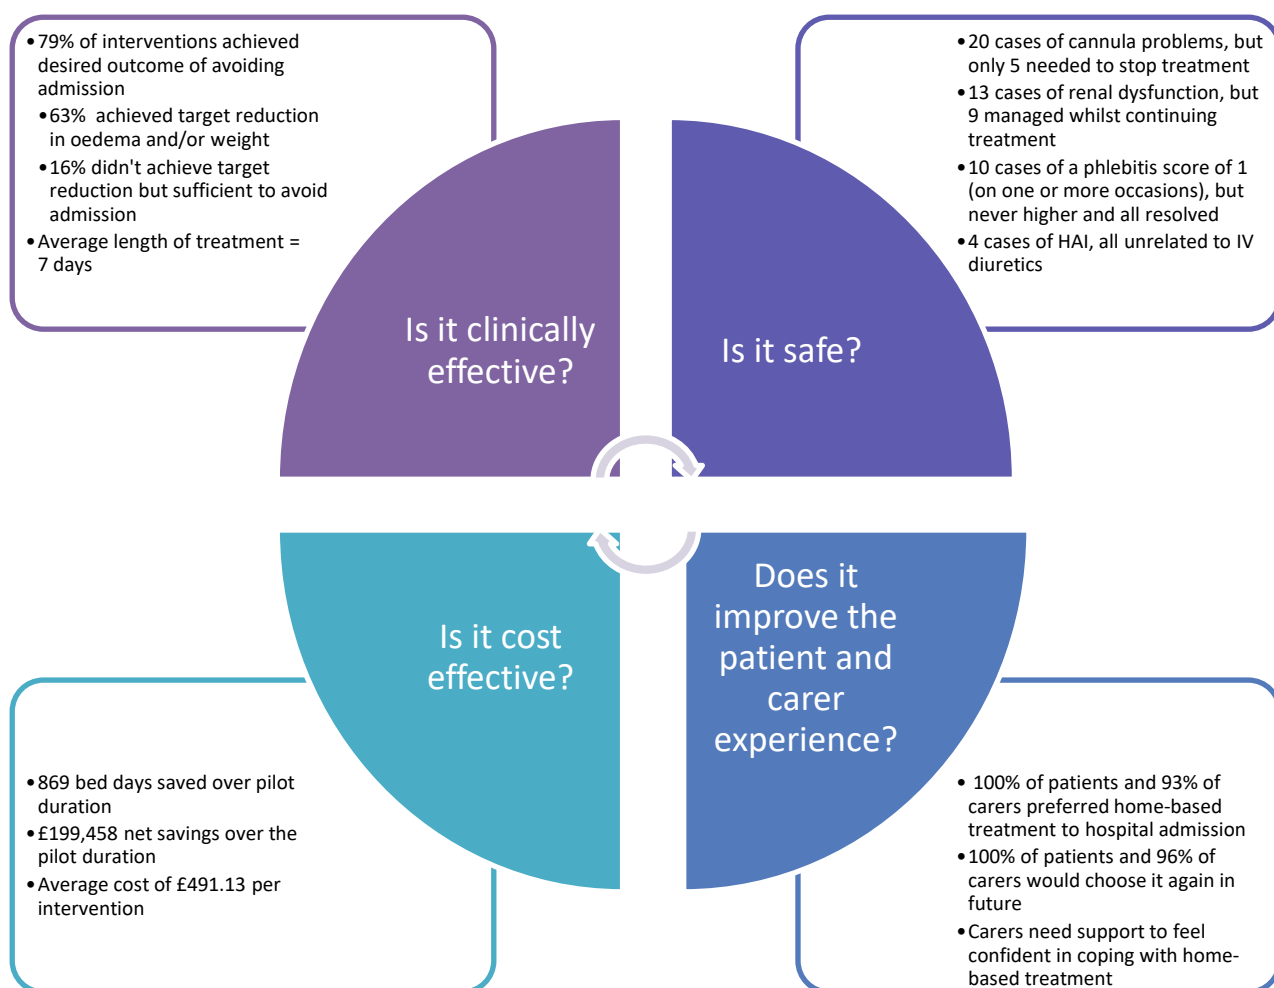 •79% of interventions achieved
desired outcome of avoiding
admission
•63% achieved target reduction
in oedema and/or weight
•16% didn't achieve target
reduction but sufficient to avoid
admission
•Average length of treatment =
7 days
•20 cases of cannula problems, but
only 5 needed to stop treatment
•13 cases of renal dysfunction, but
9 managed whilst continuing
treatment
•10 cases of a phlebitis score of 1
(on one or more occasions), but
never higher and all resolved
•4 cases of HAI, all unrelated to IV
diuretics
Is it clinically
effective?
Is it safe?
Is it cost
effective?
Does it
improve the
patient and
carer
experience?
•869 bed days saved over pilot
duration
•£199,458 net savings over the
pilot duration
•Average cost of £491.13 per
intervention
• 100% of patients and 93% of
carers preferred home-based
treatment to hospital admission
•100% of patients and 96% of
carers would choose it again in
future
•Carers need support to feel
confident in coping with home-
based treatment